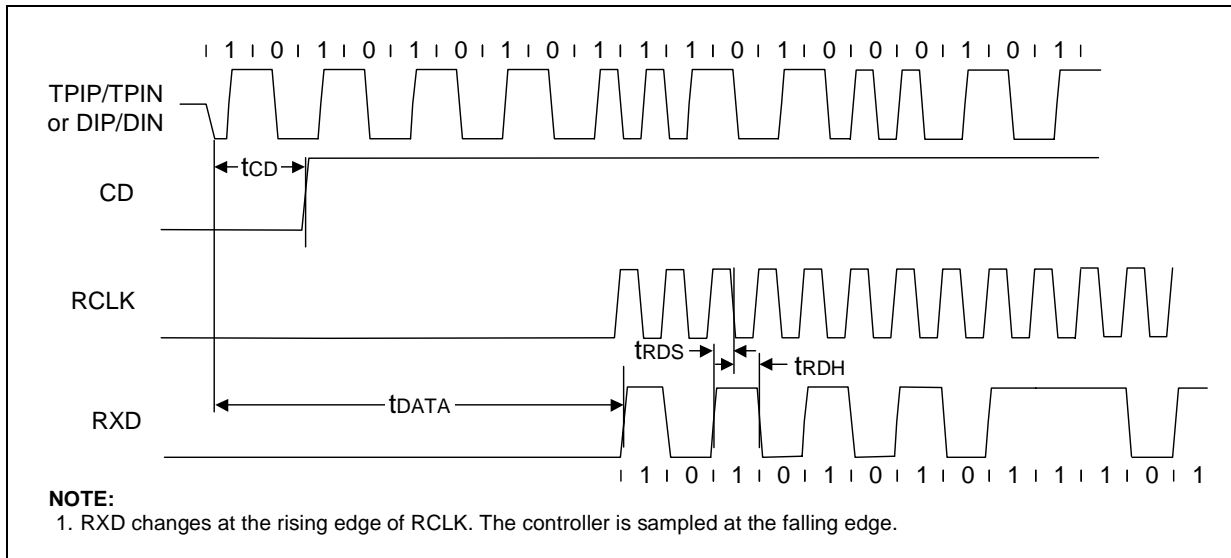 1 0 1 0 1 0 1 0 1 1 1 0 1 0 0 0 1 0 1
TPIP/TPIN
or DIP/DIN
tCD
CD
RCLK
tRDS
tRDH
tDATA
RXD
1 0 1 0 1 0 1 0 1 1 1 0 1
NOTE:
1. RXD changes at the rising edge of RCLK. The controller is sampled at the falling edge.